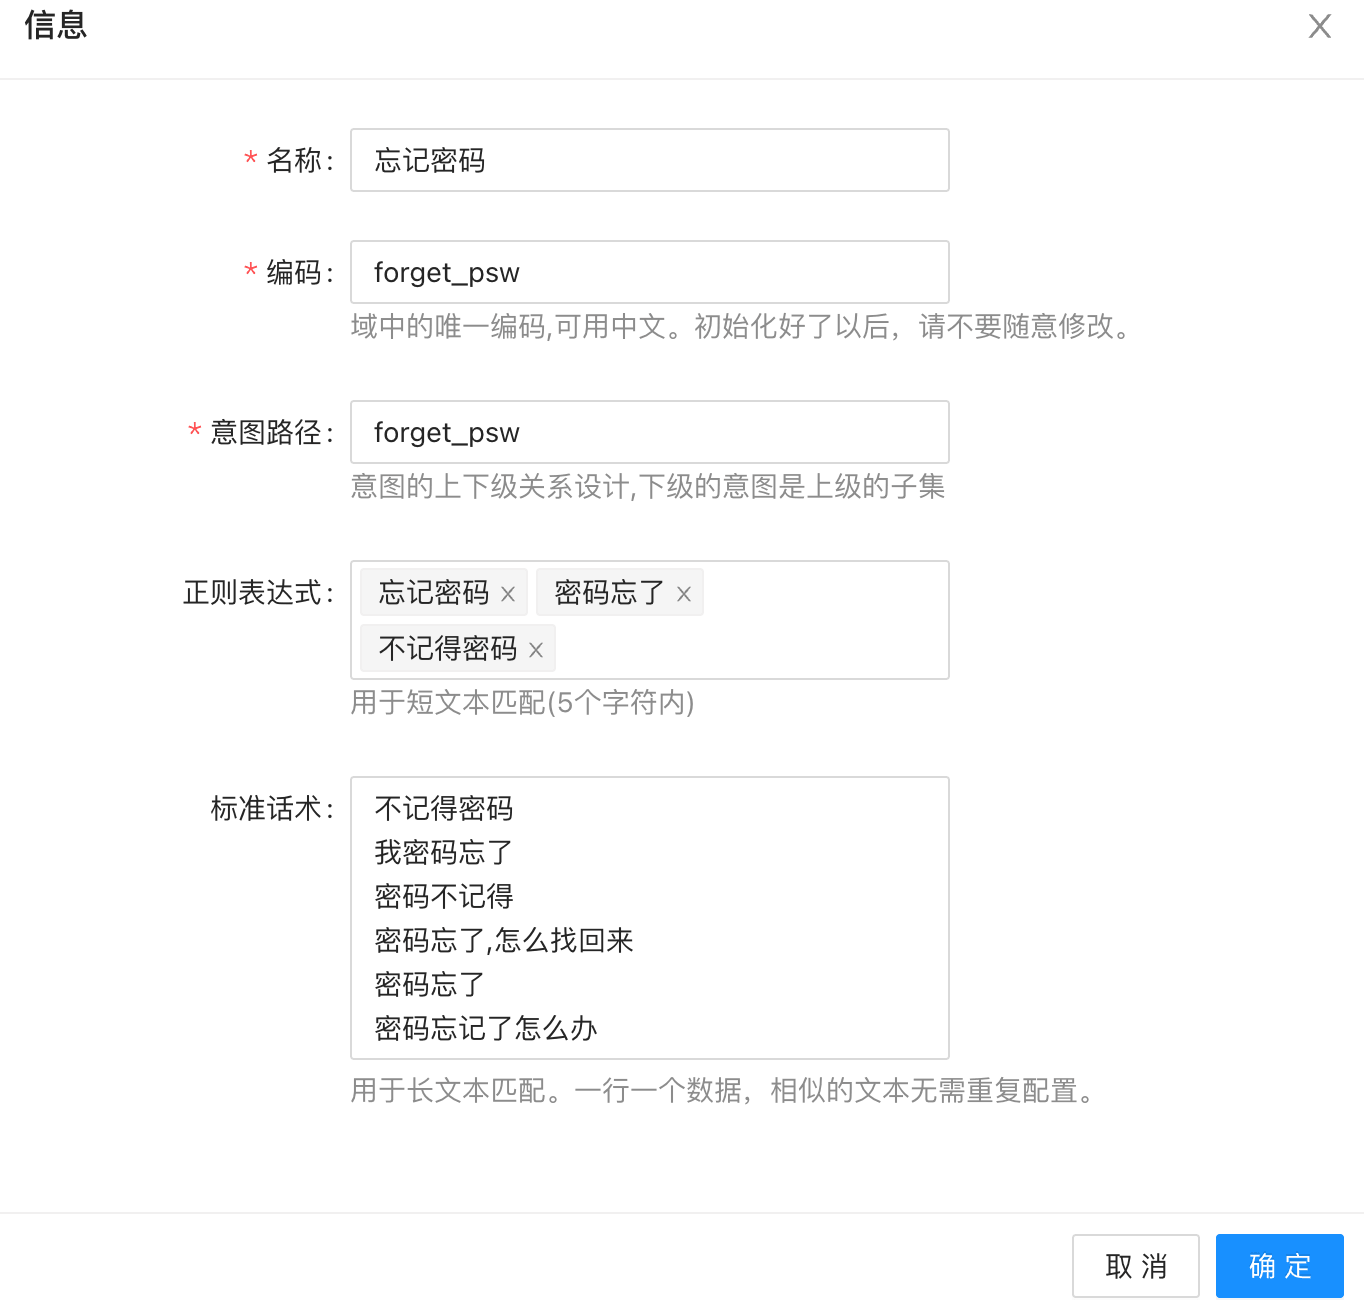 信息
* 名称: 忘记密码
* 编码: forget_psw
域中的唯一编码,可用中文。初始化好了以后，请不要随意修改。
* 意图路径: forget_psw
意图的上下级关系设计,下级的意图是上级的子集
正则表达式: 忘记密码 密码忘了
不记得密码
用于短文本匹配(5个字符内)
标准话术: 不记得密码
我密码忘了
密码不记得
密码忘了,怎么找回来
密码忘了
密码忘记了怎么办
用于长文本匹配。一行一个数据，相似的文本无需重复配置。
取 消 确 定